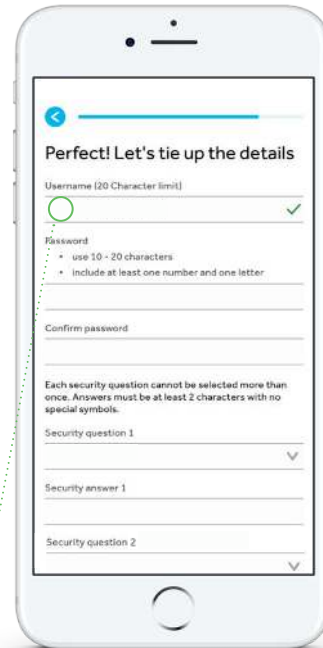 Perfect! Let's tie up the details
Username (20 Character limit)
Password
• use 10 - 20 characters
• include at least one number and one letter
Confirm password
Each security question cannot be selected more than
once. Answers must be at least 2 characters with no
special symbols.
Security question 1
Security answer 1
Security question 2